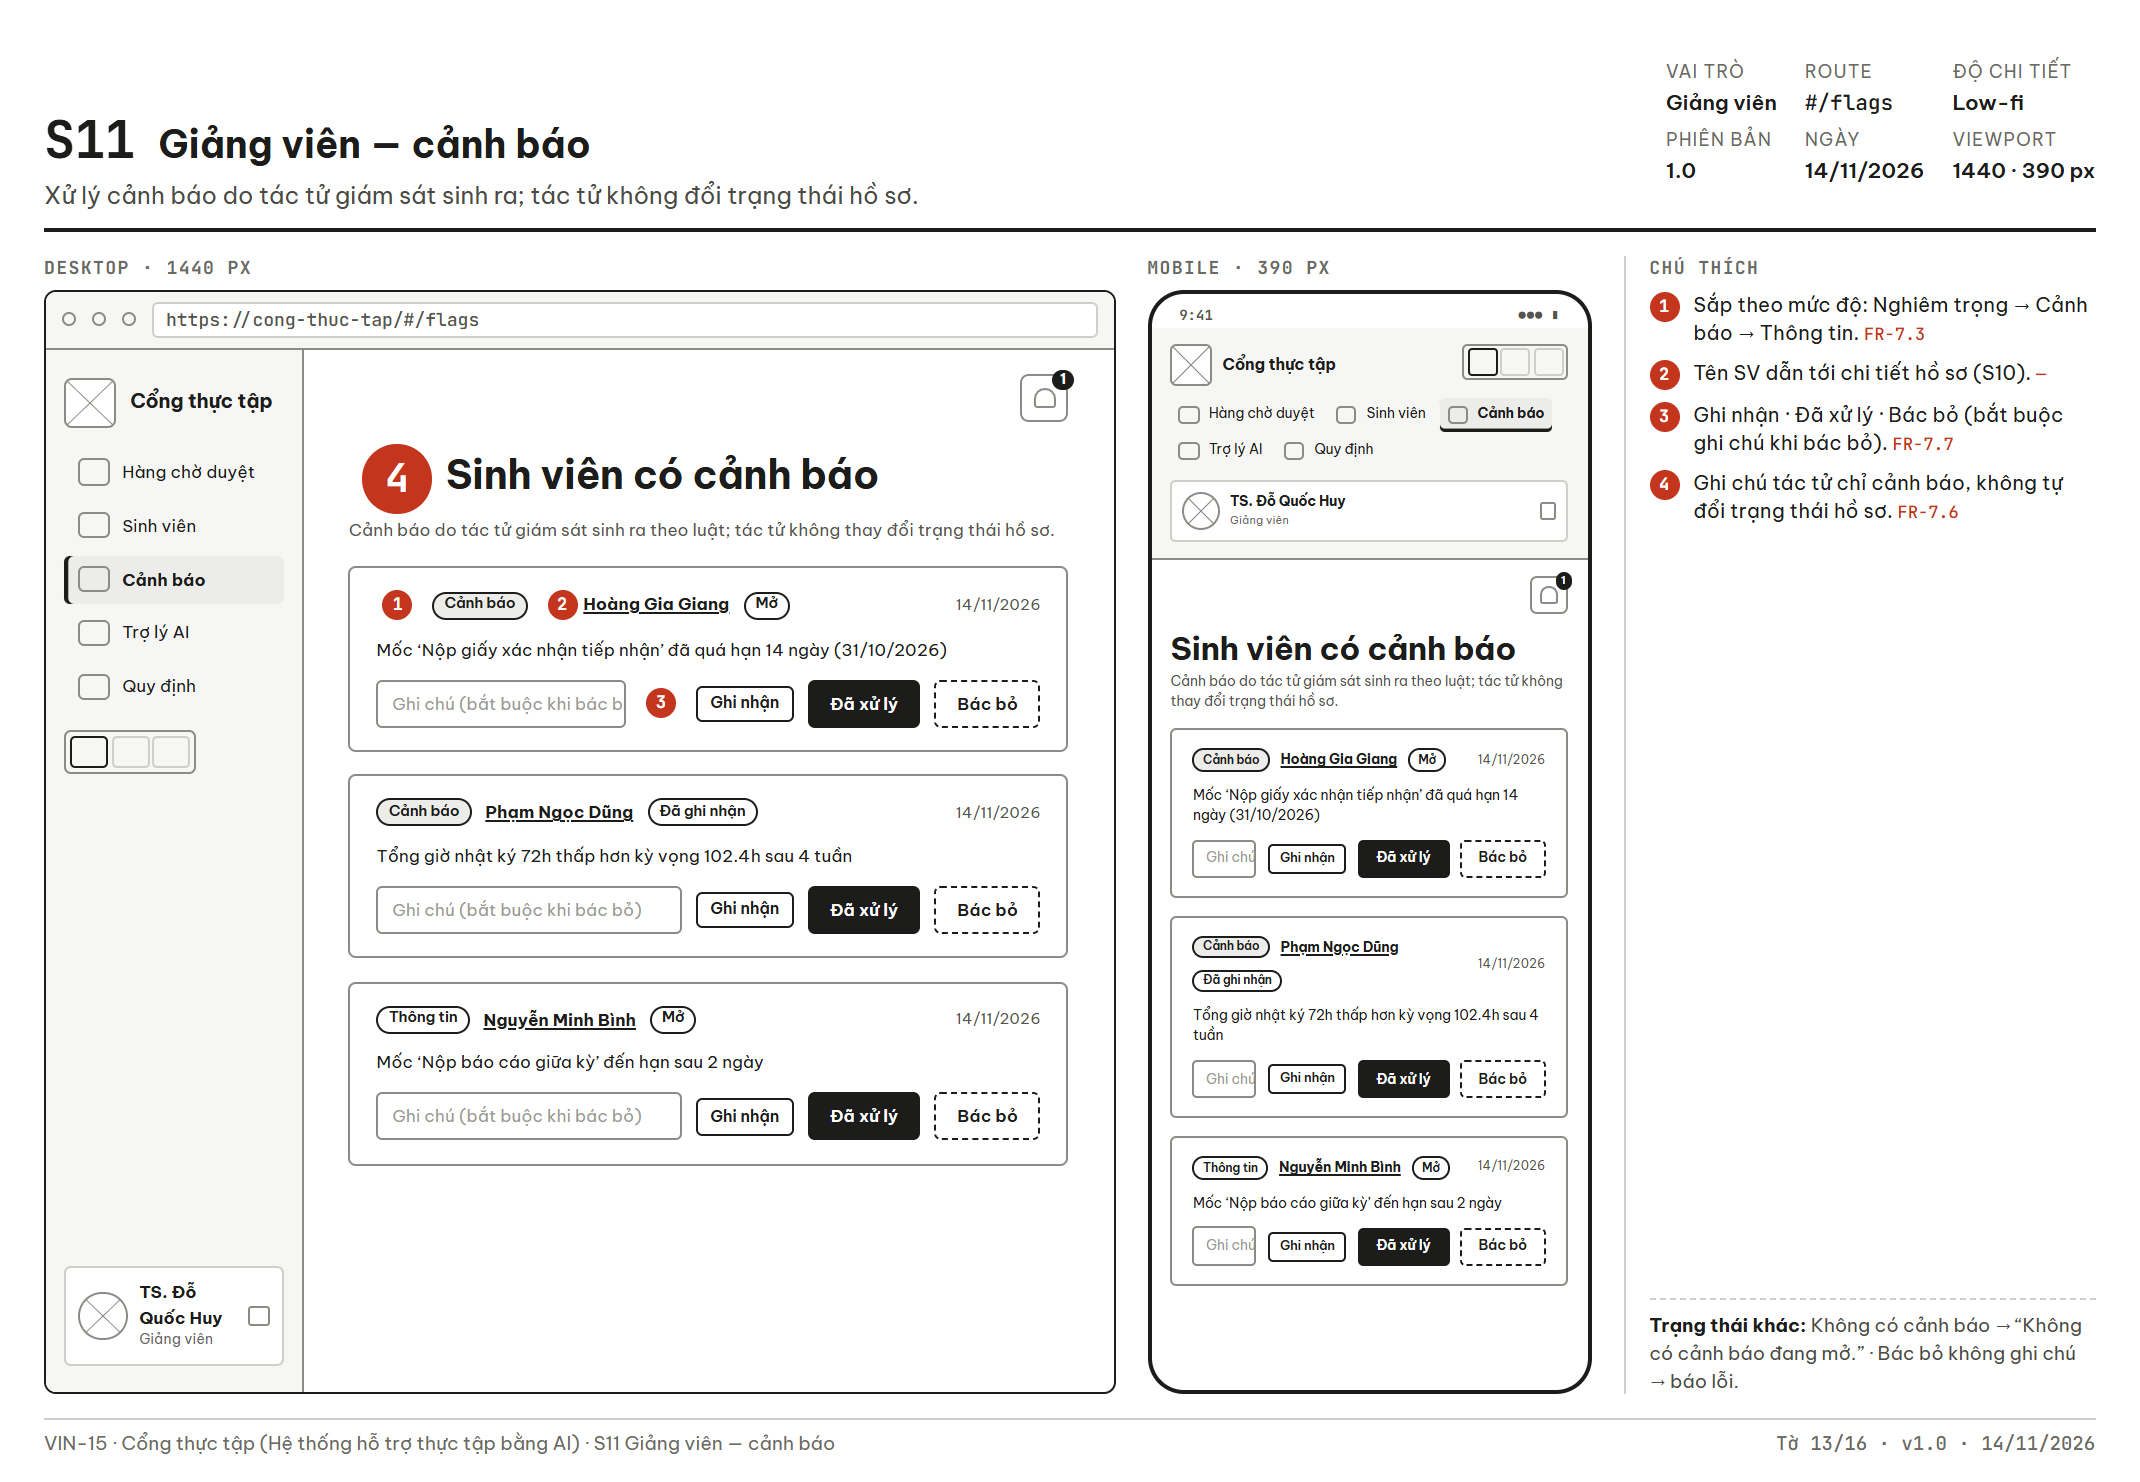 VAI TRÒ
Giảng viên
ROUTE
#/flags
ĐỘ CHI TIẾT
Low-fi
PHIÊN BẢN
1.0
NGÀY
14/11/2026
VIEWPORT
1440 · 390 px
S11 Giảng viên — cảnh báo
Xử lý cảnh báo do tác tử giám sát sinh ra; tác tử không đổi trạng thái hồ sơ.
DESKTOP · 1440 PX
https://cong-thuc-tap/#/flags
Cổng thực tập
Hàng chờ duyệt
Sinh viên
Cảnh báo
Trợ lý AI
Quy định
TS. Đỗ
Quốc Huy
Giảng viên
1
4 Sinh viên có cảnh báo
Cảnh báo do tác tử giám sát sinh ra theo luật; tác tử không thay đổi trạng thái hồ sơ.
1 Cảnh báo 2 Hoàng Gia Giang Mở 14/11/2026
Mốc ‘Nộp giấy xác nhận tiếp nhận’ đã quá hạn 14 ngày (31/10/2026)
Ghi chú (bắt buộc khi bác b 3 Ghi nhận Đã xử lý Bác bỏ
Cảnh báo Phạm Ngọc Dũng Đã ghi nhận 14/11/2026
Tổng giờ nhật ký 72h thấp hơn kỳ vọng 102.4h sau 4 tuần
Ghi chú (bắt buộc khi bác bỏ) Ghi nhận Đã xử lý Bác bỏ
Thông tin Nguyễn Minh Bình Mở 14/11/2026
Mốc ‘Nộp báo cáo giữa kỳ’ đến hạn sau 2 ngày
Ghi chú (bắt buộc khi bác bỏ) Ghi nhận Đã xử lý Bác bỏ
MOBILE · 390 PX
9:41
Cổng thực tập
Hàng chờ duyệt Sinh viên Cảnh báo
Trợ lý AI Quy định
TS. Đỗ Quốc Huy
Giảng viên
1
Sinh viên có cảnh báo
Cảnh báo do tác tử giám sát sinh ra theo luật; tác tử không
thay đổi trạng thái hồ sơ.
Cảnh báo Hoàng Gia Giang Mở 14/11/2026
Mốc ‘Nộp giấy xác nhận tiếp nhận’ đã quá hạn 14
ngày (31/10/2026)
Ghi chú Ghi nhận Đã xử lý Bác bỏ
Cảnh báo Phạm Ngọc Dũng 14/11/2026
Đã ghi nhận
Tổng giờ nhật ký 72h thấp hơn kỳ vọng 102.4h sau 4
tuần
Ghi chú Ghi nhận Đã xử lý Bác bỏ
Thông tin Nguyễn Minh Bình Mở 14/11/2026
Mốc ‘Nộp báo cáo giữa kỳ’ đến hạn sau 2 ngày
Ghi chú Ghi nhận Đã xử lý Bác bỏ
CHÚ THÍCH
1 Sắp theo mức độ: Nghiêm trọng → Cảnh
báo → Thông tin. FR-7.3
2 Tên SV dẫn tới chi tiết hồ sơ (S10). —
3 Ghi nhận · Đã xử lý · Bác bỏ (bắt buộc
ghi chú khi bác bỏ). FR-7.7
4 Ghi chú tác tử chỉ cảnh báo, không tự
đổi trạng thái hồ sơ. FR-7.6
Trạng thái khác: Không có cảnh báo → “Không
có cảnh báo đang mở.” · Bác bỏ không ghi chú
→ báo lỗi.
VIN-15 · Cổng thực tập (Hệ thống hỗ trợ thực tập bằng AI) · S11 Giảng viên — cảnh báo
Tờ 13/16 · v1.0 · 14/11/2026